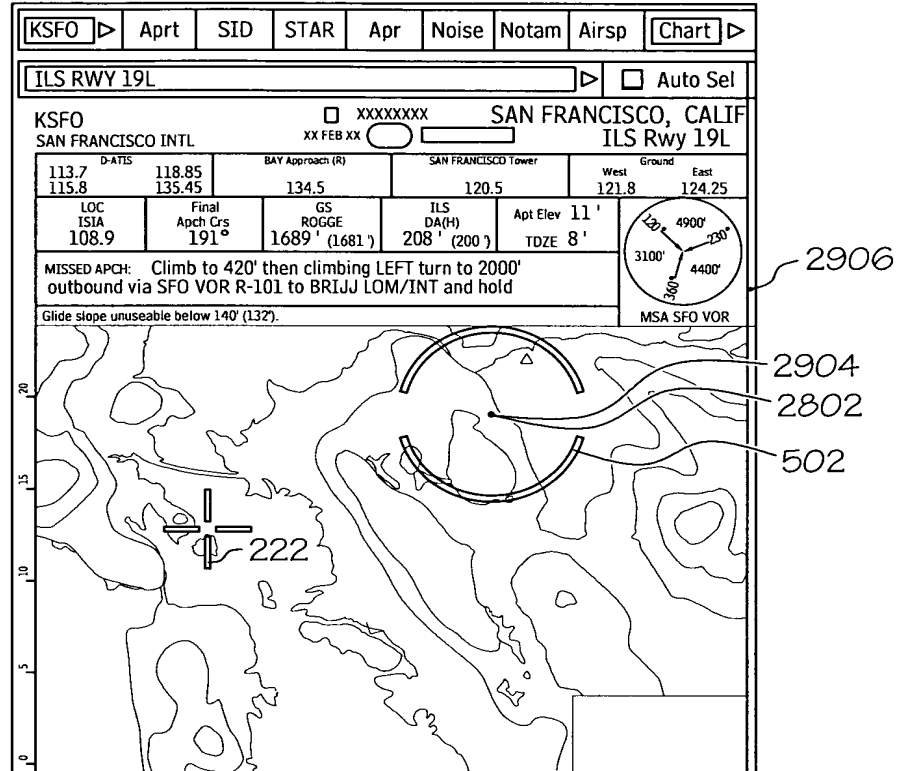 KSFO Aprt SID STAR Apr Noise Notam Airsp Chart
ILS RWY 19L Auto Sel
KSFO XXXXXXXX SAN FRANCISCO, CALIF
SAN FRANCISCO INTL XX FEB XX ILS Rwy 19L
D-ATIS BAY Approach (R) SAN FRANCISCO Tower Ground
West East
113.7 118.85
115.8 135.45 134.5 120.5 121.8 124.25
LOC Final GS ILS Apt Elev 11 '
ISIA Apch Crs ROGGE DA(H)
108.9 191° 1689 ' (1681 ') 208 ' (200 ') TDZE 8 '
120° 4900' 230°
3100' 4400'
360°
MSA SFO VOR
MISSED APCH: Climb to 420' then climbing LEFT turn to 2000'
outbound via SFO VOR R-101 to BRIJJ LOM/INT and hold
Glide slope unuseable below 140' (132').
2906
2904
2802
502
222
20
15
10
5
0